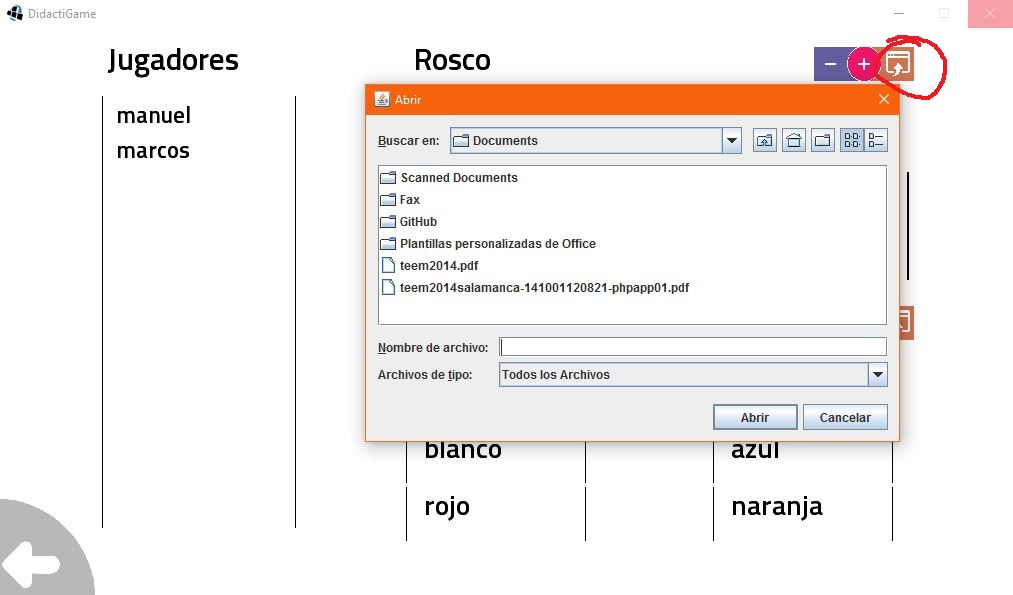 DidactiGame
Jugadores
Rosco
manuel
marcos
Abrir
Buscar en:
Documents
Scanned Documents
Fax
GitHub
Plantillas personalizadas de Office
teem2014.pdf
teem2014salamanca-141001120821-phpapp01.pdf
Nombre de archivo:
Archivos de tipo:
Todos los Archivos
Abrir
Cancelar
blanco
azul
rojo
naranja